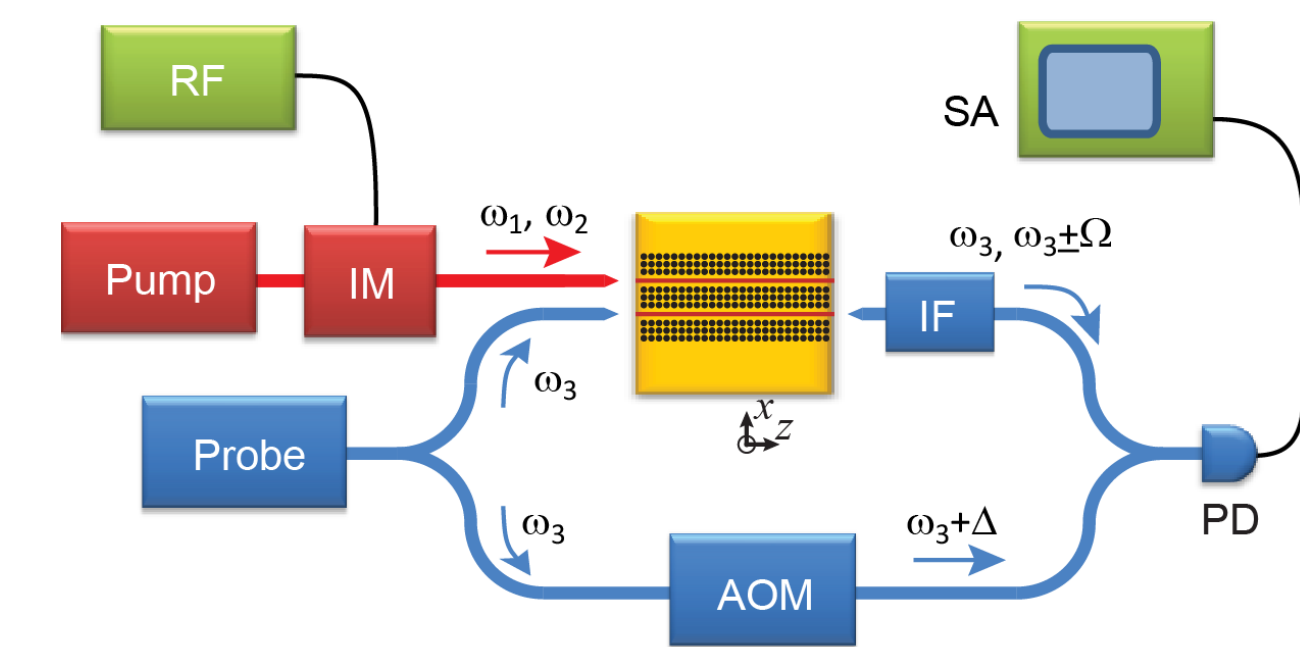 RF
SA
ω1, ω2
ω3, ω3±Ω
Pump
IM
IF
ω3
x
z
Probe
ω3
ω3+Δ
PD
AOM